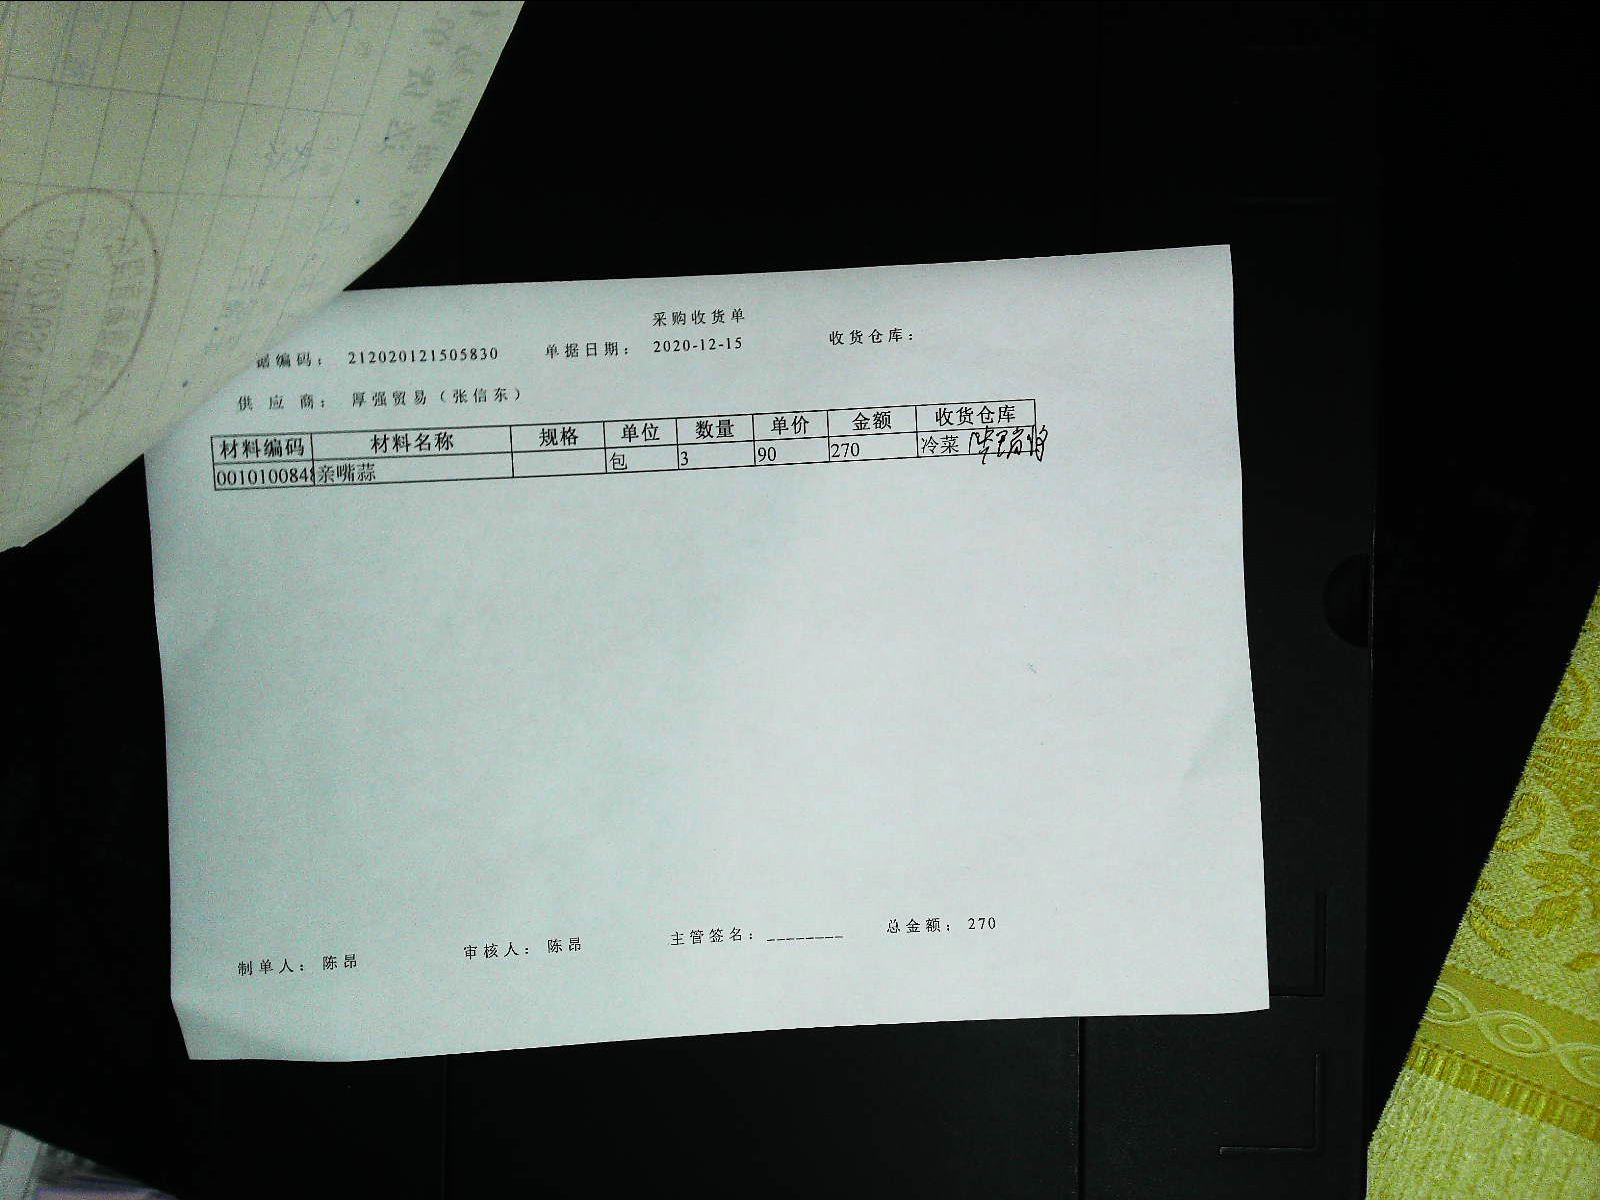 采购收货单
据编码： 212020121505830 单据日期： 2020-12-15 收货仓库：
供应商： 厚强贸易（张信东）
材料编码 材料名称 规格 单位 数量 单价 金额 收货仓库
0010100848 亲嘴蒜 包 3 90 270 冷菜
制单人： 陈昂 审核人： 陈昂 主管签名：________ 总金额： 270